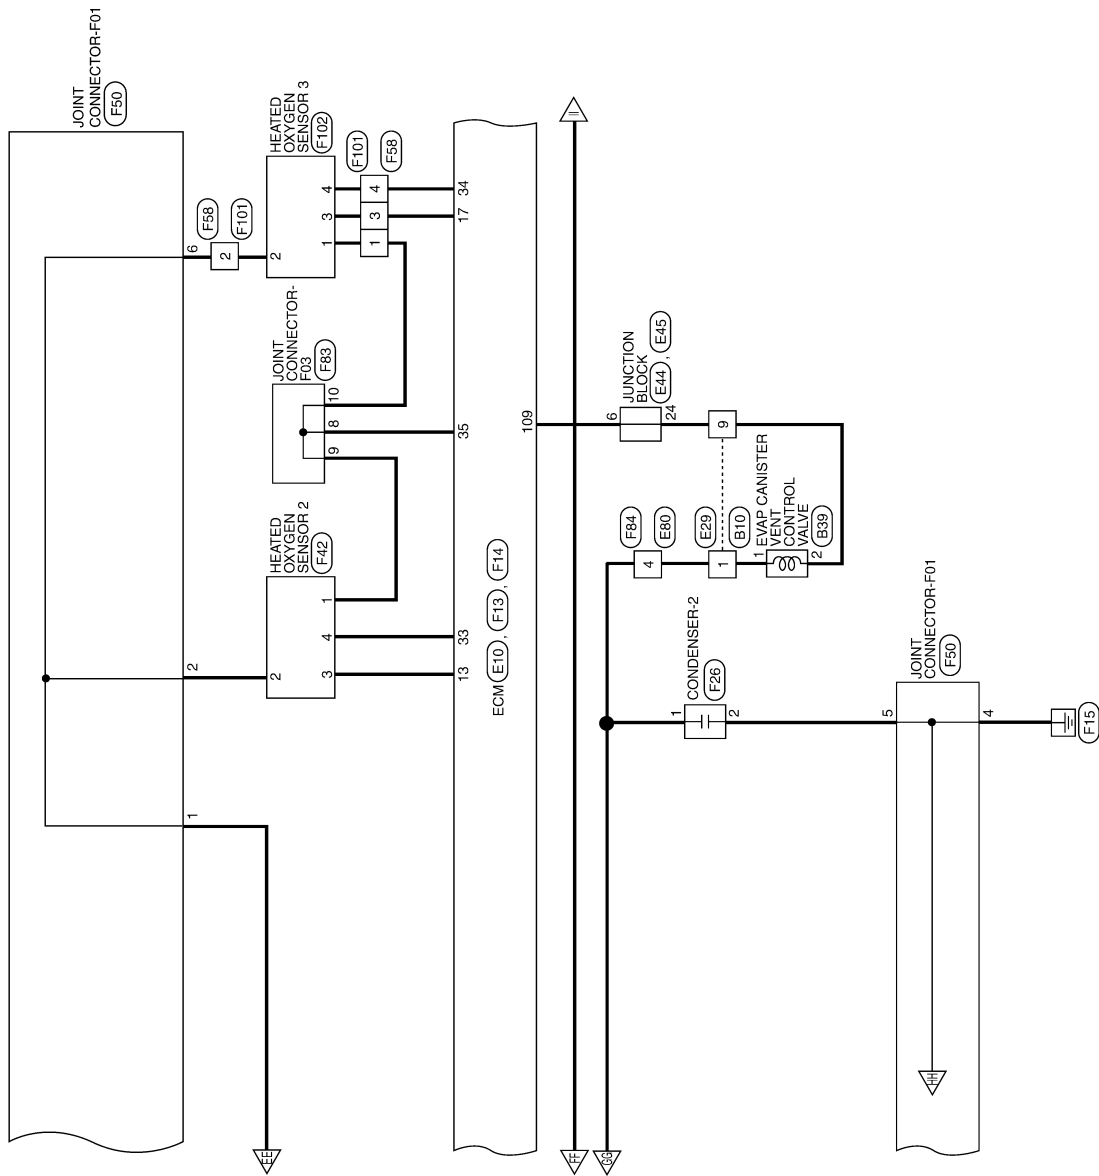 JOINT
CONNECTOR-F01
F50
1
2
6
F58
2
F101
HEATED
OXYGEN
SENSOR 3
F102
2
1
3
4
F101
1
3
4
F58
17
34
JOINT
CONNECTOR-
F03
F83
9
8
10
35
HEATED
OXYGEN
SENSOR 2
F42
2
3
4
1
13
33
ECM E10 , F13 , F14
109
EE
FF
II
GG
JUNCTION
BLOCK
E44 , E45
6
24
9
F84
4
E80
E29
1
B10
EVAP CANISTER
VENT
CONTROL
VALVE
B39
1
2
CONDENSER-2
F26
1
2
JOINT
CONNECTOR-F01
F50
5
4
HH
F15